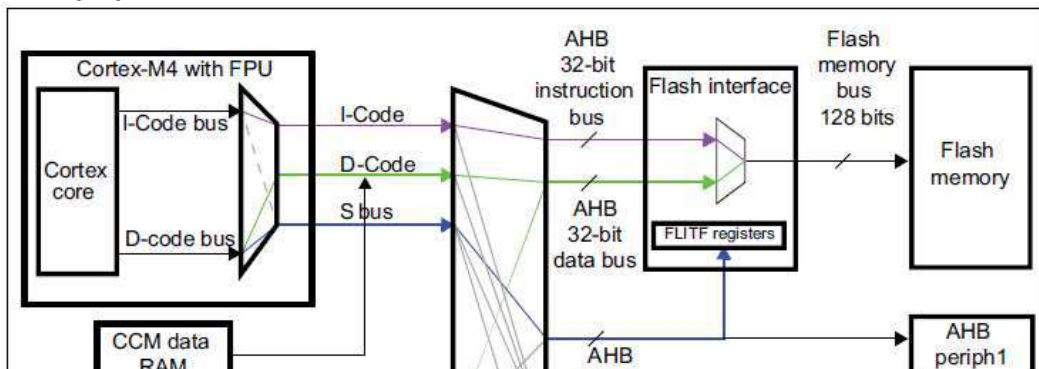 Cortex-M4 with FPU
I-Code bus
Cortex
core
D-code bus
I-Code
D-Code
S bus
CCM data
RAM
AHB
32-bit
instruction
bus
AHB
32-bit
data bus
AHB
Flash interface
FLITF registers
Flash
memory
bus
128 bits
Flash
memory
AHB
periph1